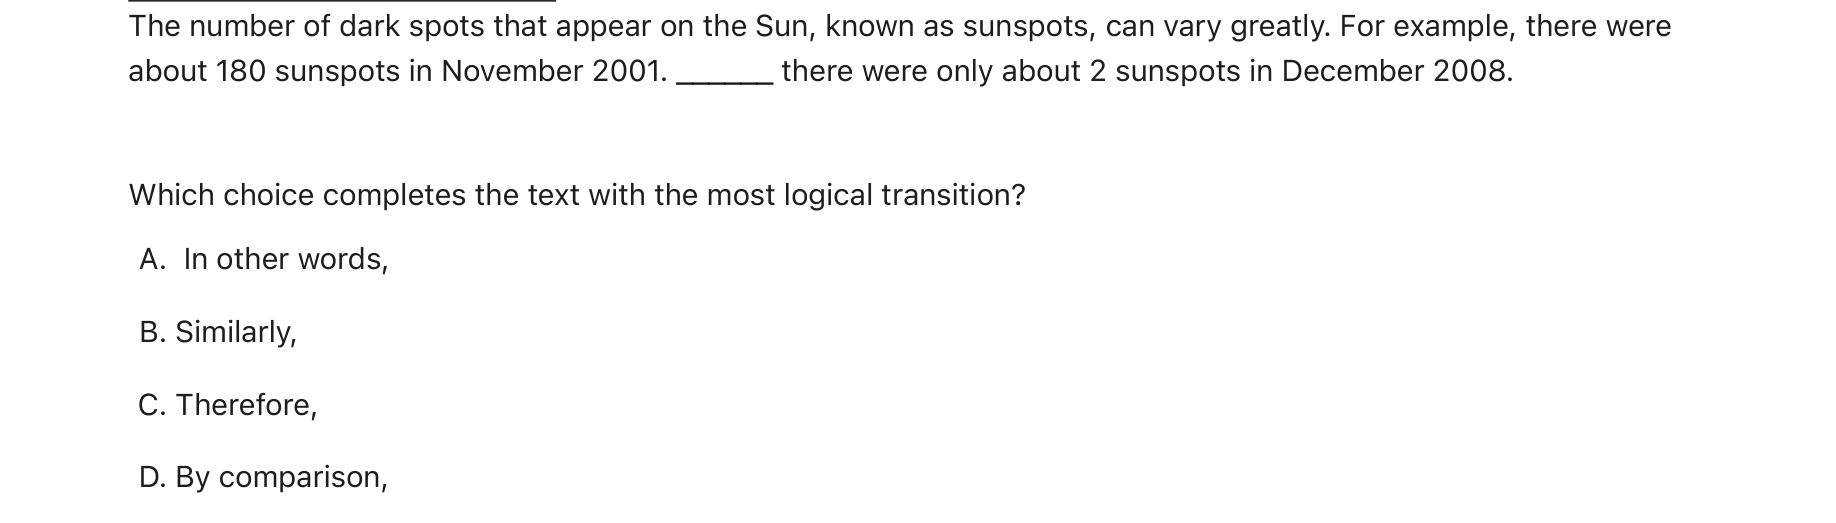 The number of dark spots that appear on the Sun, known as sunspots, can vary greatly. For example, there were
about 180 sunspots in November 2001. ______ there were only about 2 sunspots in December 2008.
Which choice completes the text with the most logical transition?
A. In other words,
B. Similarly,
C. Therefore,
D. By comparison,